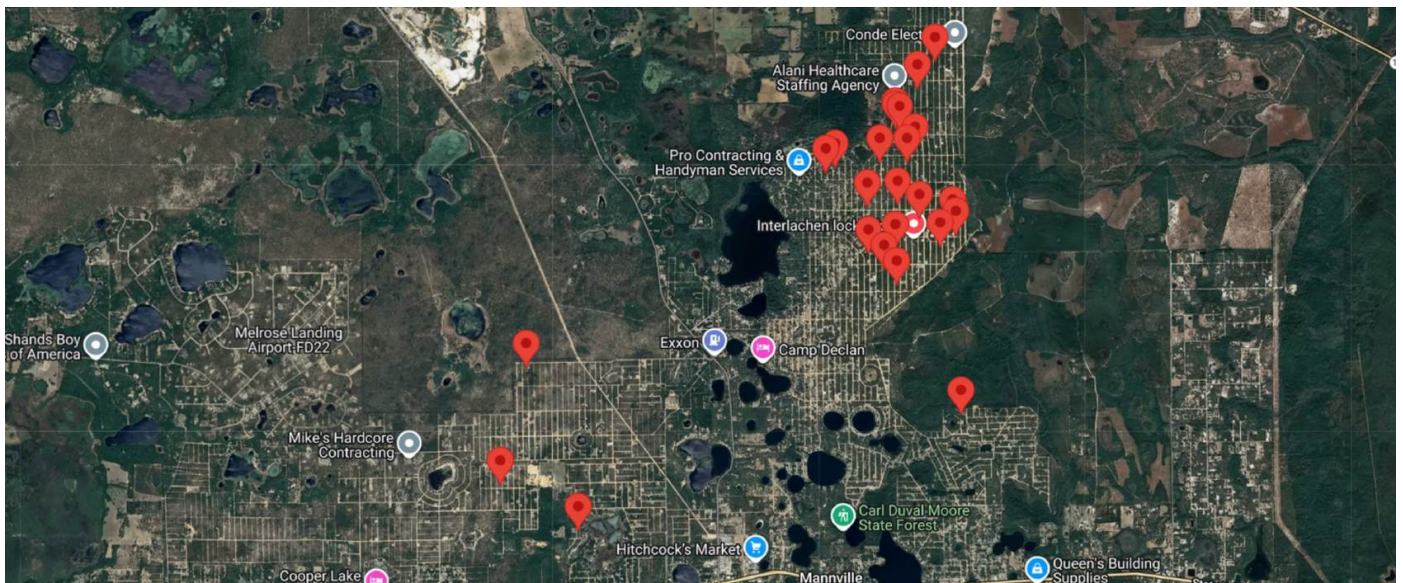 Conde Elect
Alani Healthcare
Staffing Agency
Pro Contracting &
Handyman Services
Interlachen lock
Shands Boy
of America
Melrose Landing
Airport-FD22
Exxon
Camp Declan
Mike's Hardcore
Contracting
Carl Duval Moore
State Forest
Hitchcock's Market
Queen's Building
Supplies
Cooper Lake
Mannville